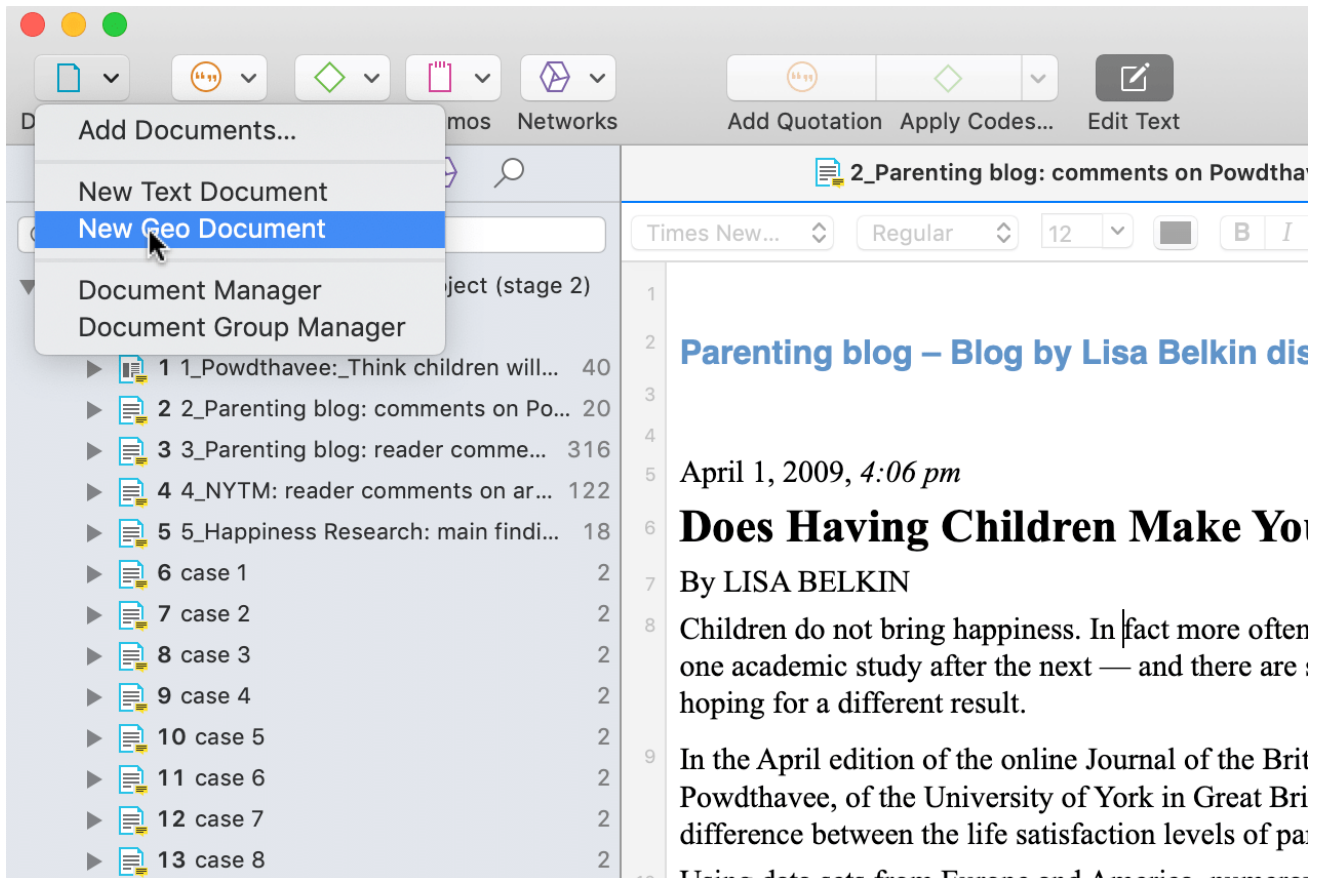 D
mos
Networks
Add Quotation
Apply Codes...
Edit Text
Add Documents...
New Text Document
New Geo Document
Document Manager
Document Group Manager
ject (stage 2)
1 1_Powdthavee:_Think children will... 40
2 2_Parenting blog: comments on Po... 20
3 3_Parenting blog: reader comme... 316
4 4_NYTM: reader comments on ar... 122
5 5_Happiness Research: main findi... 18
6 case 1 2
7 case 2 2
8 case 3 2
9 case 4 2
10 case 5 2
11 case 6 2
12 case 7 2
13 case 8 2
2_Parenting blog: comments on Powdtha
Times New... Regular 12 B I
1
2 Parenting blog – Blog by Lisa Belkin dis
3
4
5 April 1, 2009, 4:06 pm
6 Does Having Children Make You
7 By LISA BELKIN
8 Children do not bring happiness. In fact more often
one academic study after the next — and there are s
hoping for a different result.
9 In the April edition of the online Journal of the Brit
Powdthavee, of the University of York in Great Bri
difference between the life satisfaction levels of pa
Using data sets from Europe and America, numerou